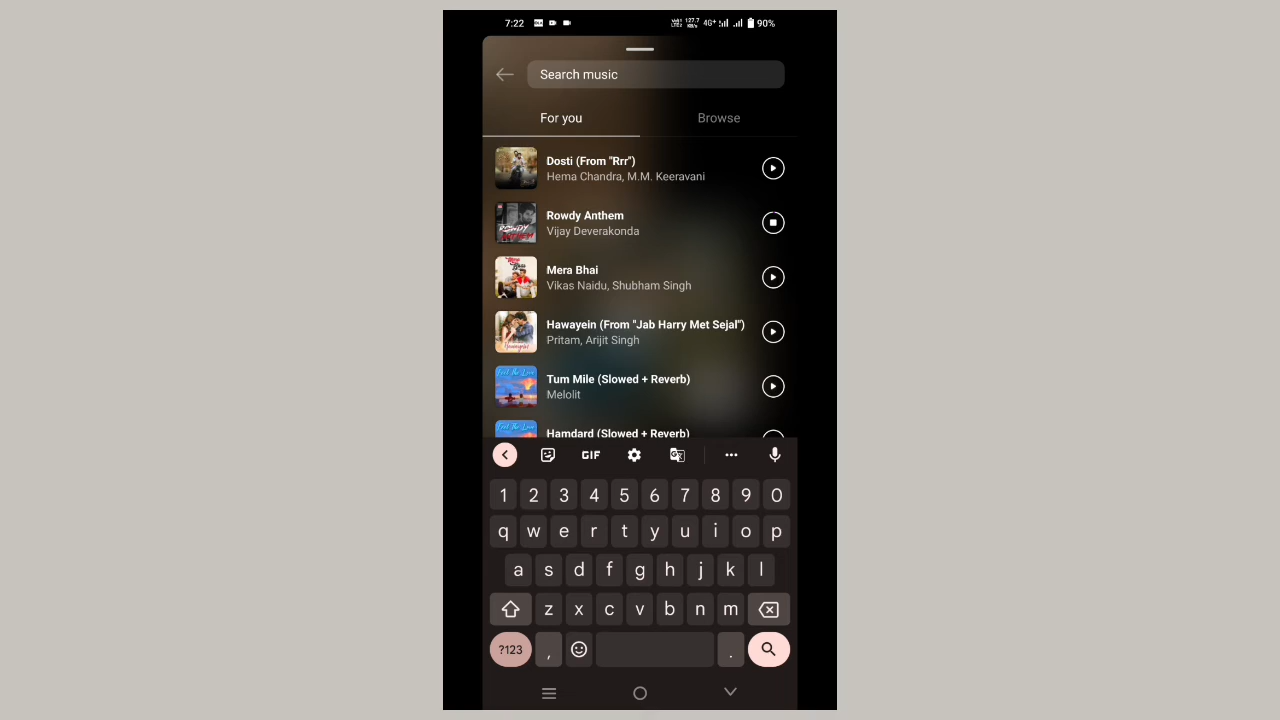 7:22
4G+
90%
Search music
For you
Browse
Dosti (From "Rrr")
Hema Chandra, M.M. Keeravani
Rowdy Anthem
Vijay Deverakonda
Mera Bhai
Vikas Naidu, Shubham Singh
Hawayein (From "Jab Harry Met Sejal")
Pritam, Arijit Singh
Tum Mile (Slowed + Reverb)
Melolit
Hamdard (Slowed + Reverb)
GIF
1 2 3 4 5 6 7 8 9 0
q w e r t y u i o p
a s d f g h j k l
z x c v b n m
?123 , .